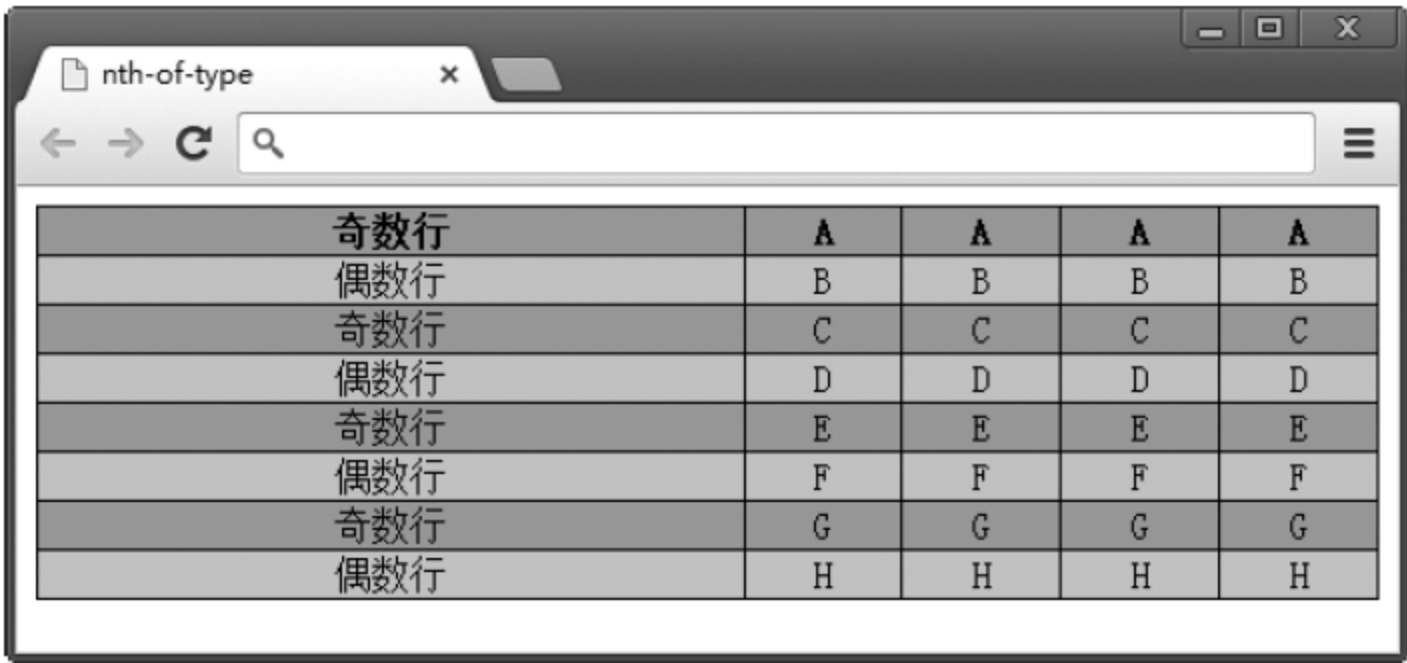 nth-of-type
奇数行 A A A A
偶数行 B B B B
奇数行 C C C C
偶数行 D D D D
奇数行 E E E E
偶数行 F F F F
奇数行 G G G G
偶数行 H H H H